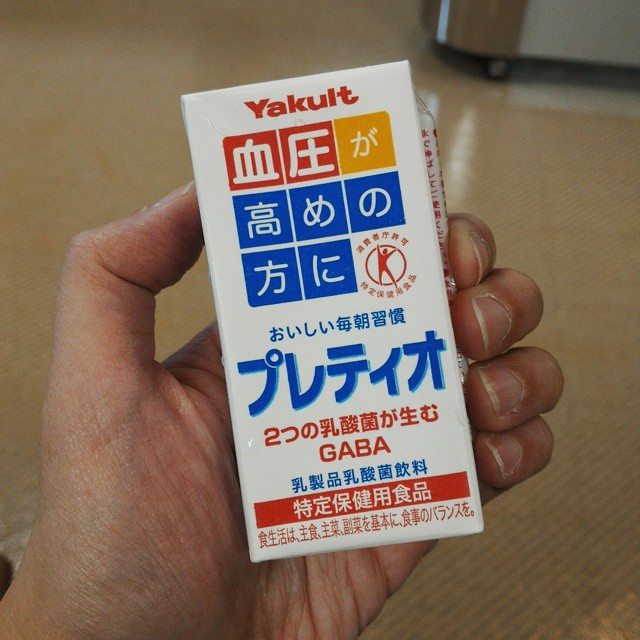 Yakult
血圧が
高めの
方に
消費者庁許可
特定保健用食品
おいしい毎朝習慣
プレティオ
2つの乳酸菌が生む
GABA
乳製品乳酸菌飲料
特定保健用食品
食生活は、主食、主菜、副菜を基本に、食事のバランスを。